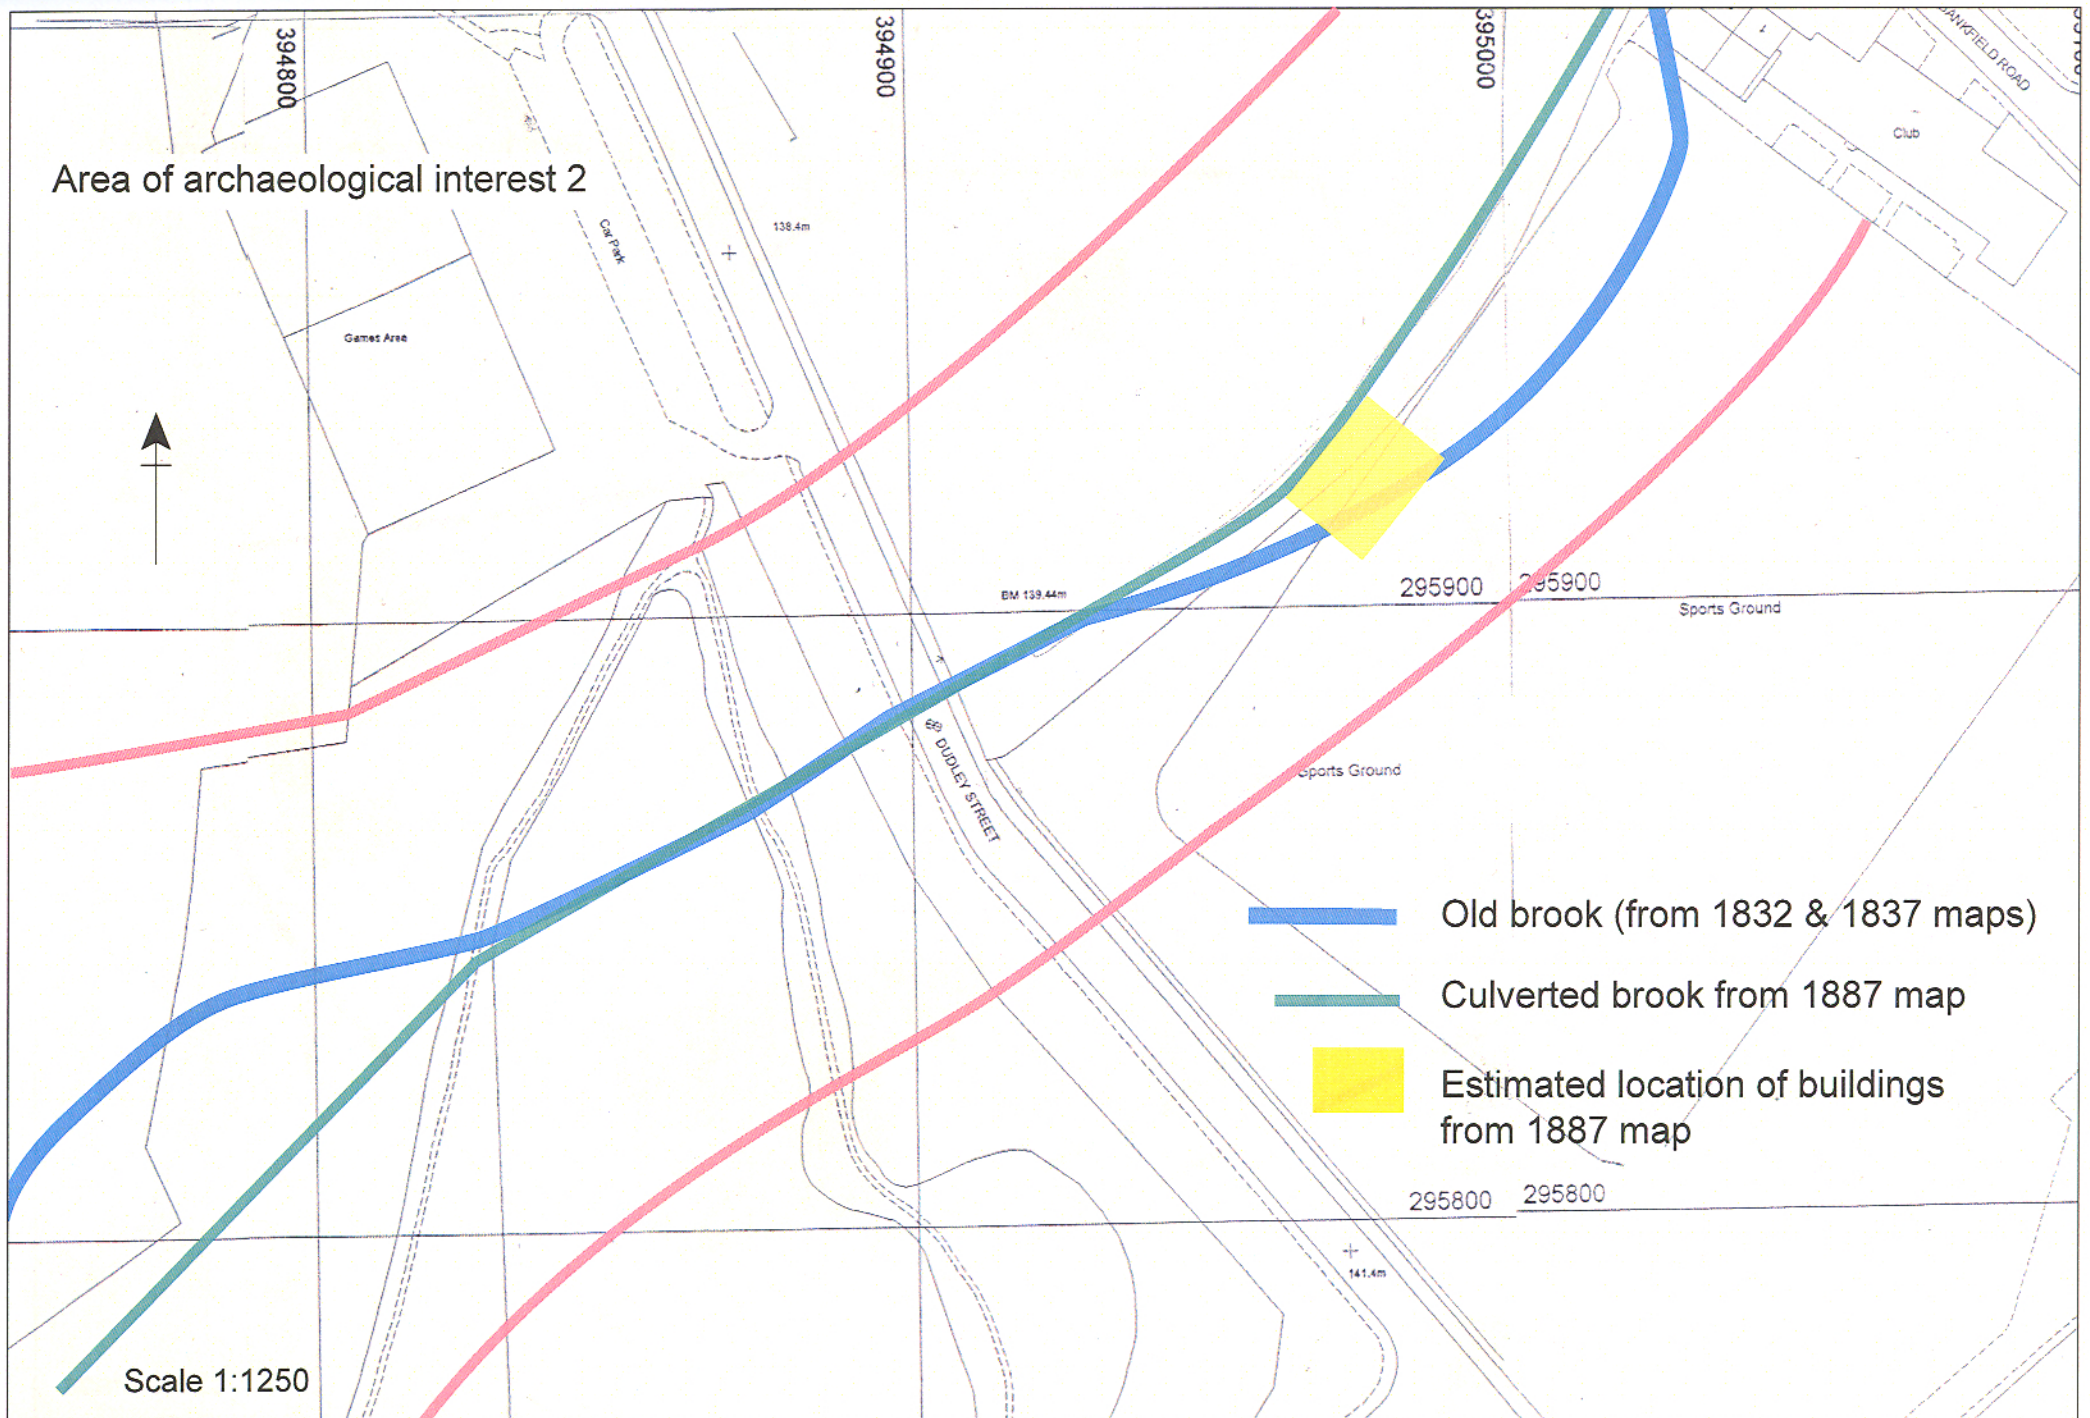 394800
394900
395000
BANKFIELD ROAD
Club
Area of archaeological interest 2
Car Park
138.4m
Games Area
295900
295900
BM 139.44m
Sports Ground
DUDLEY STREET
Sports Ground
Old brook (from 1832 & 1837 maps)
Culverted brook from 1887 map
Estimated location of buildings
from 1887 map
295800
295800
141.4m
Scale 1:1250